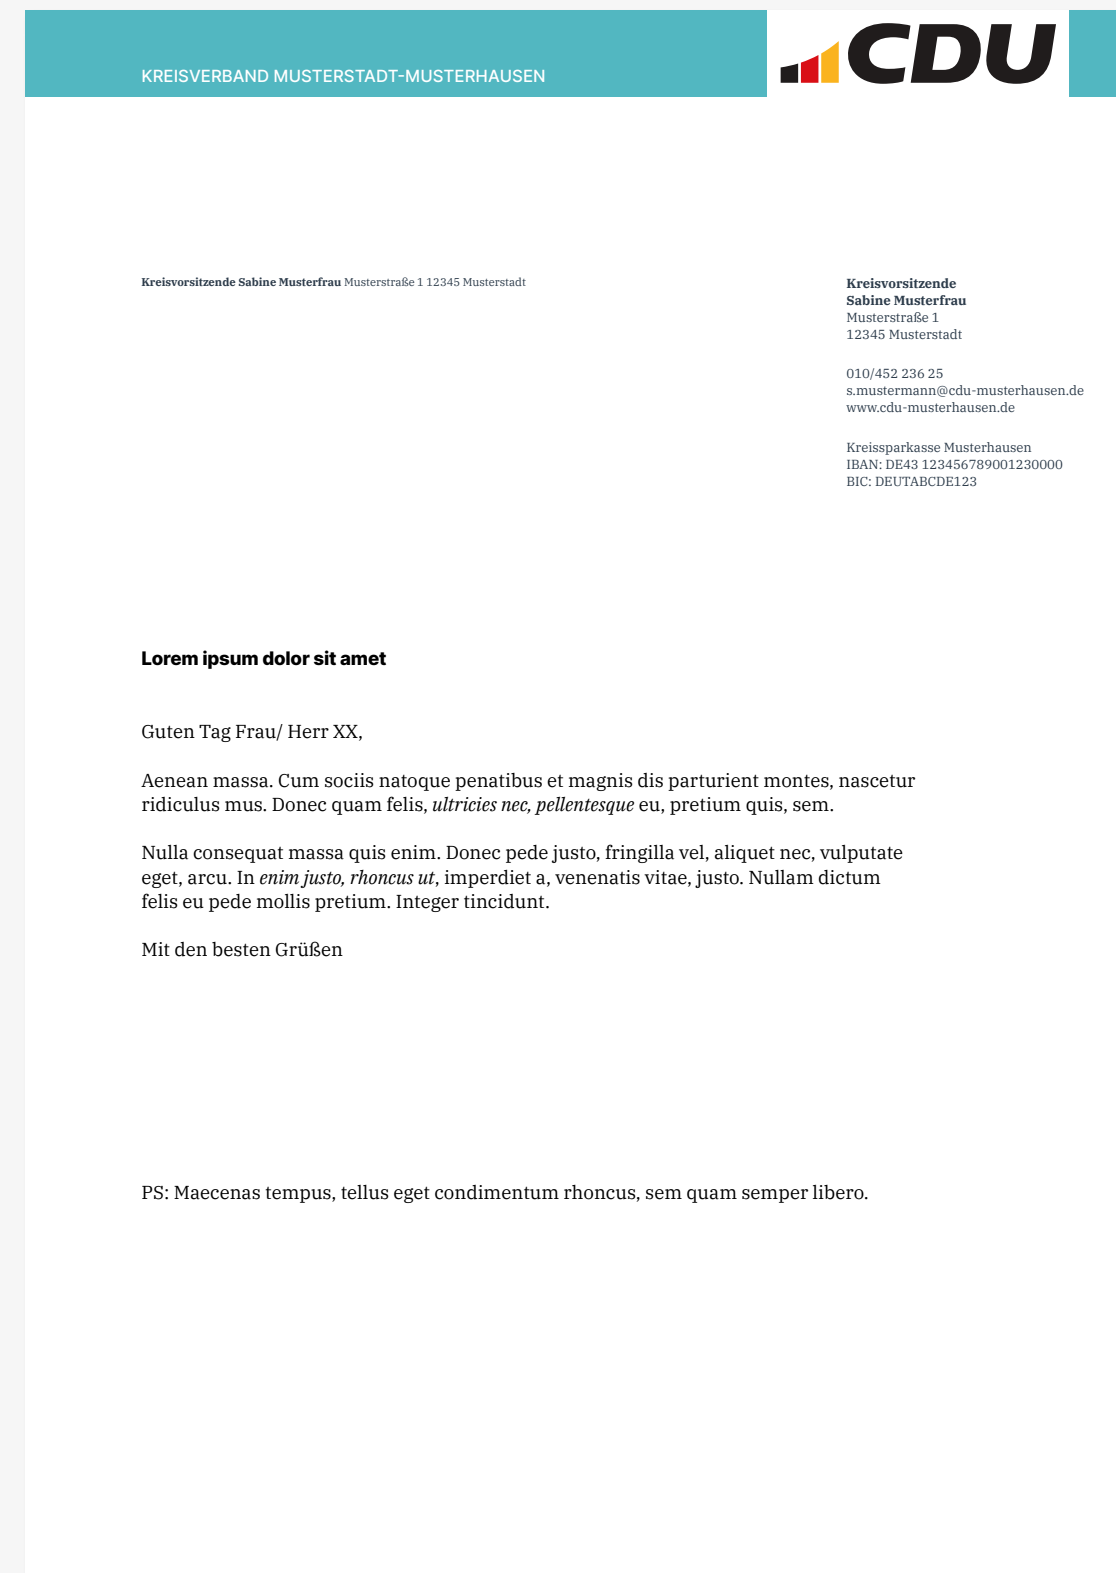 KREISVERBAND MUSTERSTADT-MUSTERHAUSEN
CDU
Kreisvorsitzende Sabine Musterfrau Musterstraße 1 12345 Musterstadt
Kreisvorsitzende
Sabine Musterfrau
Musterstraße 1
12345 Musterstadt
010/452 236 25
s.mustermann@cdu-musterhausen.de
www.cdu-musterhausen.de
Kreissparkasse Musterhausen
IBAN: DE43 123456789001230000
BIC: DEUTABCDE123
Lorem ipsum dolor sit amet
Guten Tag Frau/ Herr XX,
Aenean massa. Cum sociis natoque penatibus et magnis dis parturient montes, nascetur
ridiculus mus. Donec quam felis, ultricies nec, pellentesque eu, pretium quis, sem.
Nulla consequat massa quis enim. Donec pede justo, fringilla vel, aliquet nec, vulputate
eget, arcu. In enim justo, rhoncus ut, imperdiet a, venenatis vitae, justo. Nullam dictum
felis eu pede mollis pretium. Integer tincidunt.
Mit den besten Grüßen
PS: Maecenas tempus, tellus eget condimentum rhoncus, sem quam semper libero.